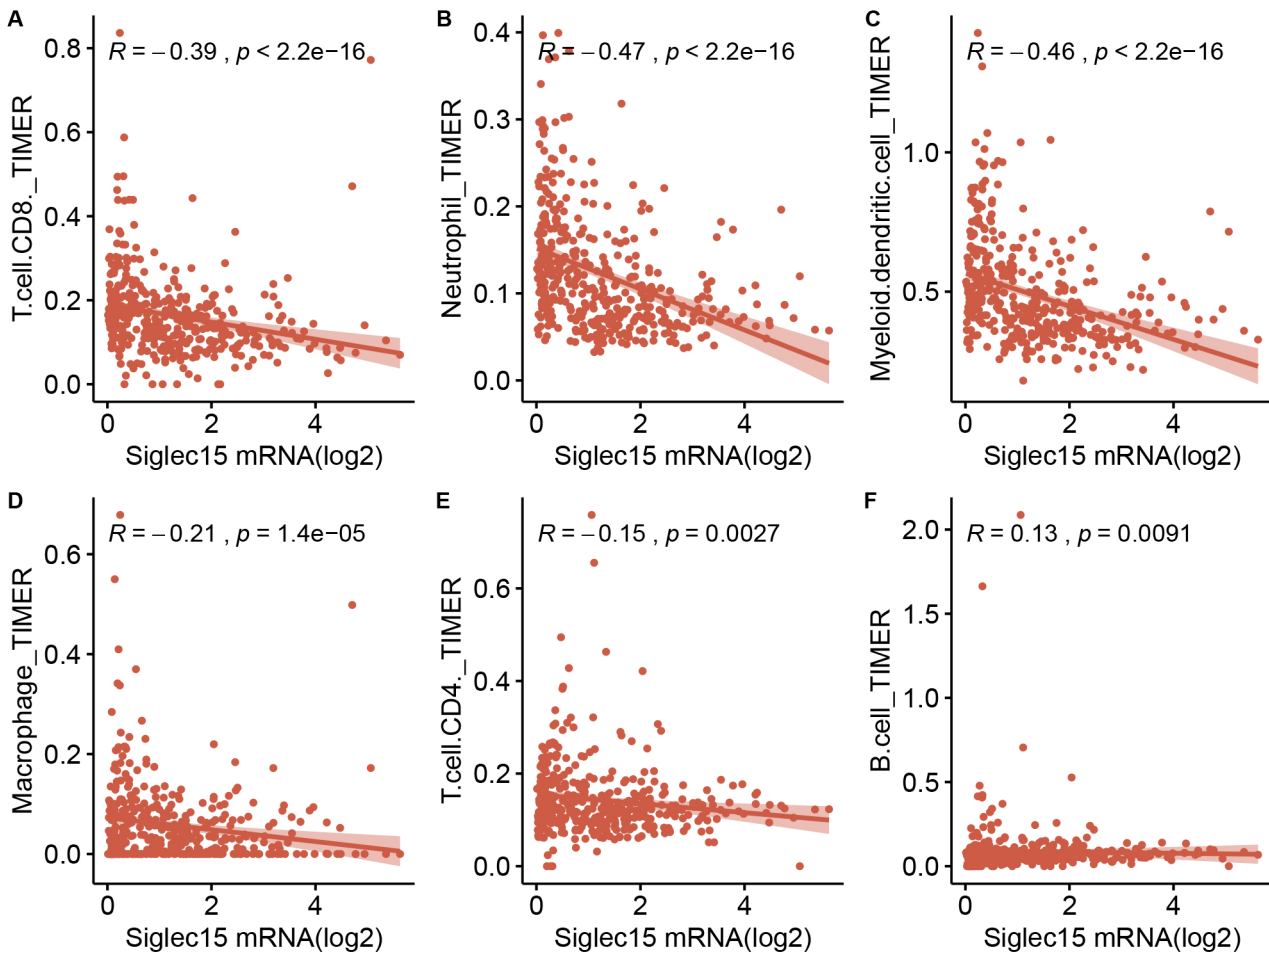 A
R = −0.39 , p < 2.2e−16
T.cell.CD8._TIMER
0.8
0.6
0.4
0.2
0.0
0 2 4
Siglec15 mRNA(log2)
B
R = −0.47 , p < 2.2e−16
Neutrophil_TIMER
0.4
0.3
0.2
0.1
0.0
0 2 4
Siglec15 mRNA(log2)
C
R = −0.46 , p < 2.2e−16
Myeloid.dendritic.cell_TIMER
1.0
0.5
0 2 4
Siglec15 mRNA(log2)
D
R = −0.21 , p = 1.4e−05
Macrophage_TIMER
0.6
0.4
0.2
0.0
0 2 4
Siglec15 mRNA(log2)
E
R = −0.15 , p = 0.0027
T.cell.CD4._TIMER
0.6
0.4
0.2
0.0
0 2 4
Siglec15 mRNA(log2)
F
R = 0.13 , p = 0.0091
B.cell_TIMER
2.0
1.5
1.0
0.5
0.0
0 2 4
Siglec15 mRNA(log2)